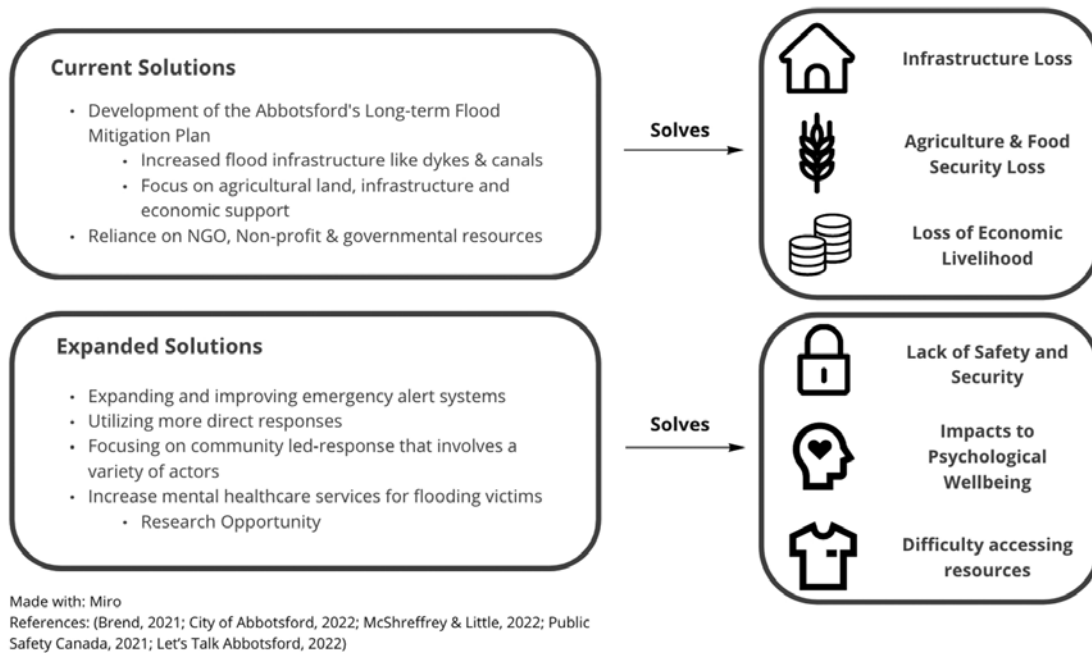 Current Solutions
• Development of the Abbotsford's Long-term Flood
Mitigation Plan
• Increased flood infrastructure like dykes & canals
• Focus on agricultural land, infrastructure and
economic support
• Reliance on NGO, Non-profit & governmental resources
Solves
Infrastructure Loss
Agriculture & Food
Security Loss
Loss of Economic
Livelihood
Expanded Solutions
• Expanding and improving emergency alert systems
• Utilizing more direct responses
• Focusing on community led-response that involves a
variety of actors
• Increase mental healthcare services for flooding victims
• Research Opportunity
Solves
Lack of Safety and
Security
Impacts to
Psychological
Wellbeing
Difficulty accessing
resources
Made with: Miro
References: (Brend, 2021; City of Abbotsford, 2022; McShreffrey & Little, 2022; Public
Safety Canada, 2021; Let's Talk Abbotsford, 2022)